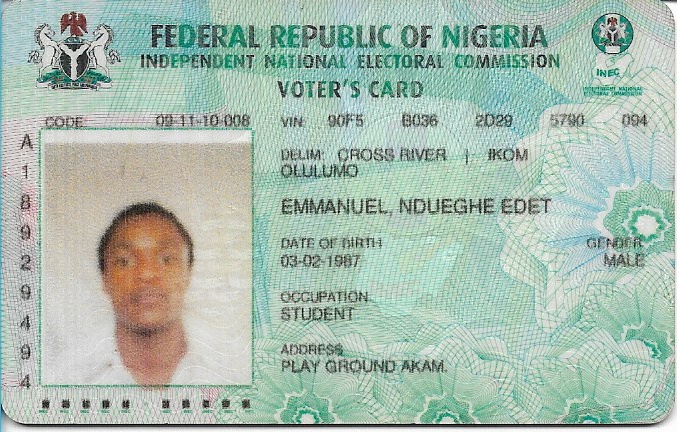 FEDERAL REPUBLIC OF NIGERIA
INDEPENDENT NATIONAL ELECTORAL COMMISSION
VOTER'S CARD
INEC
INDEPENDENT NATIONAL
ELECTORAL COMMISSION
CODE: 09-11-10-008
VIN: 90F5 B036 2D29 5790 094
DELIM: CROSS RIVER | IKOM
OLULUMO
EMMANUEL, NDUEGHE EDET
DATE OF BIRTH
03-02-1987
GENDER
MALE
OCCUPATION
STUDENT
ADDRESS
PLAY GROUND AKAM.
A
1
8
9
2
9
4
9
4